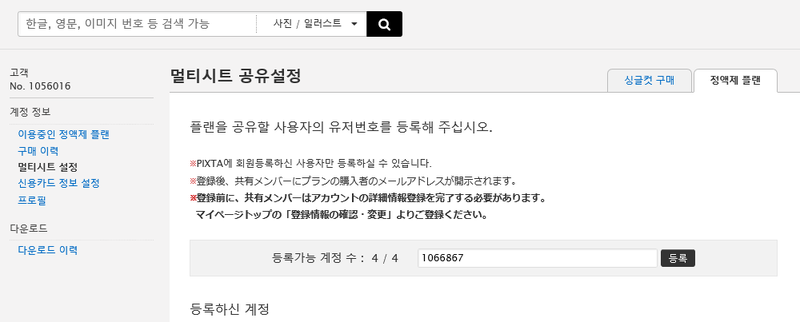 한글, 영문, 이미지 번호 등 검색 가능
사진 / 일러스트
고객
No. 1056016
계정 정보
이용중인 정액제 플랜
구매 이력
멀티시트 설정
신용카드 정보 설정
프로필
다운로드
다운로드 이력
멀티시트 공유설정
싱글컷 구매
정액제 플랜
플랜을 공유할 사용자의 유저번호를 등록해 주십시오.
※PIXTA에 회원등록하신 사용자만 등록하실 수 있습니다.
※登録後、共有メンバーにプランの購入者のメールアドレスが開示されます。
※登録前に、共有メンバーはアカウントの詳細情報登録を完了する必要があります。
マイページトップの「登録情報の確認・変更」よりご登録ください。
등록가능 계정 수 : 4 / 4
1066867
등록
등록하신 계정